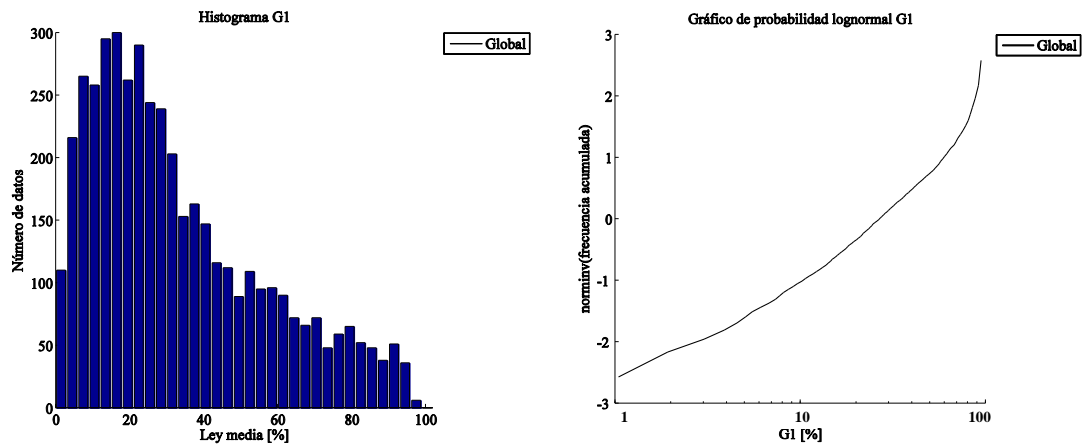 Histograma G1
Global
Número de datos
300
250
200
150
100
50
0
0 20 40 60 80 100
Ley media [%]
Gráfico de probabilidad lognormal G1
Global
norminv(frecuencia acumulada)
3
2
1
0
-1
-2
-3
1 10 100
G1 [%]